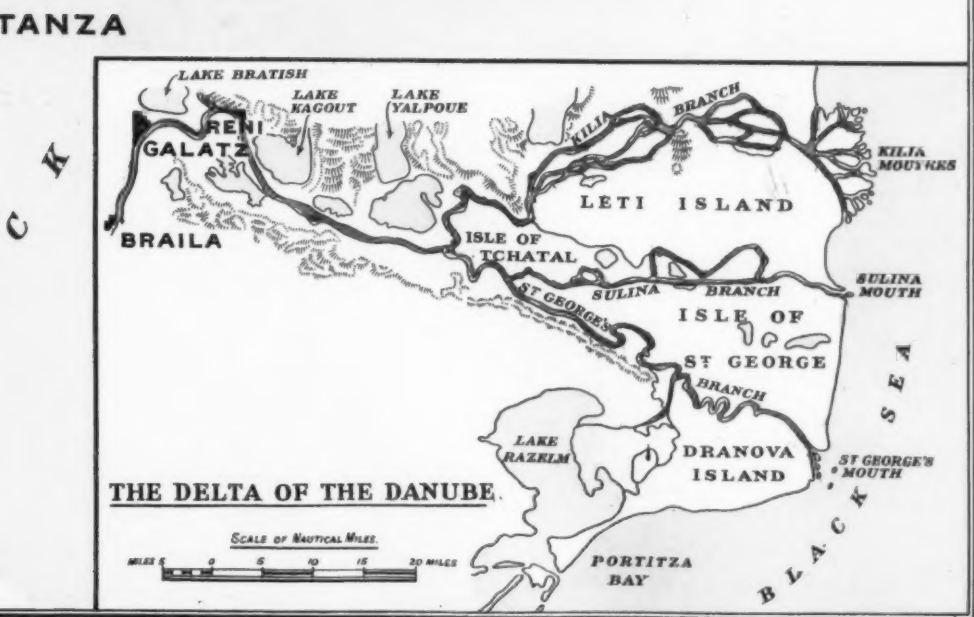 TANZA
C K
LAKE BRATISH
LAKE
KAGOUT
LAKE
YALPOUE
KILIA BRANCH
RENI
GALATZ
KILIA
MOUYRES
LETI ISLAND
BRAILA
ISLE OF
TCHATAL
SULINA
MOUTH
SULINA BRANCH
ST GEORGE'S
ISLE OF
ST GEORGE
BRANCH
LAKE
RAZELM
DRANOVA
ISLAND
ST GEORGE'S
MOUTH
BLACK SEA
THE DELTA OF THE DANUBE.
SCALE OF NAUTICAL MILES.
MILES 5 0 5 10 15 20 MILES
PORTITZA
BAY